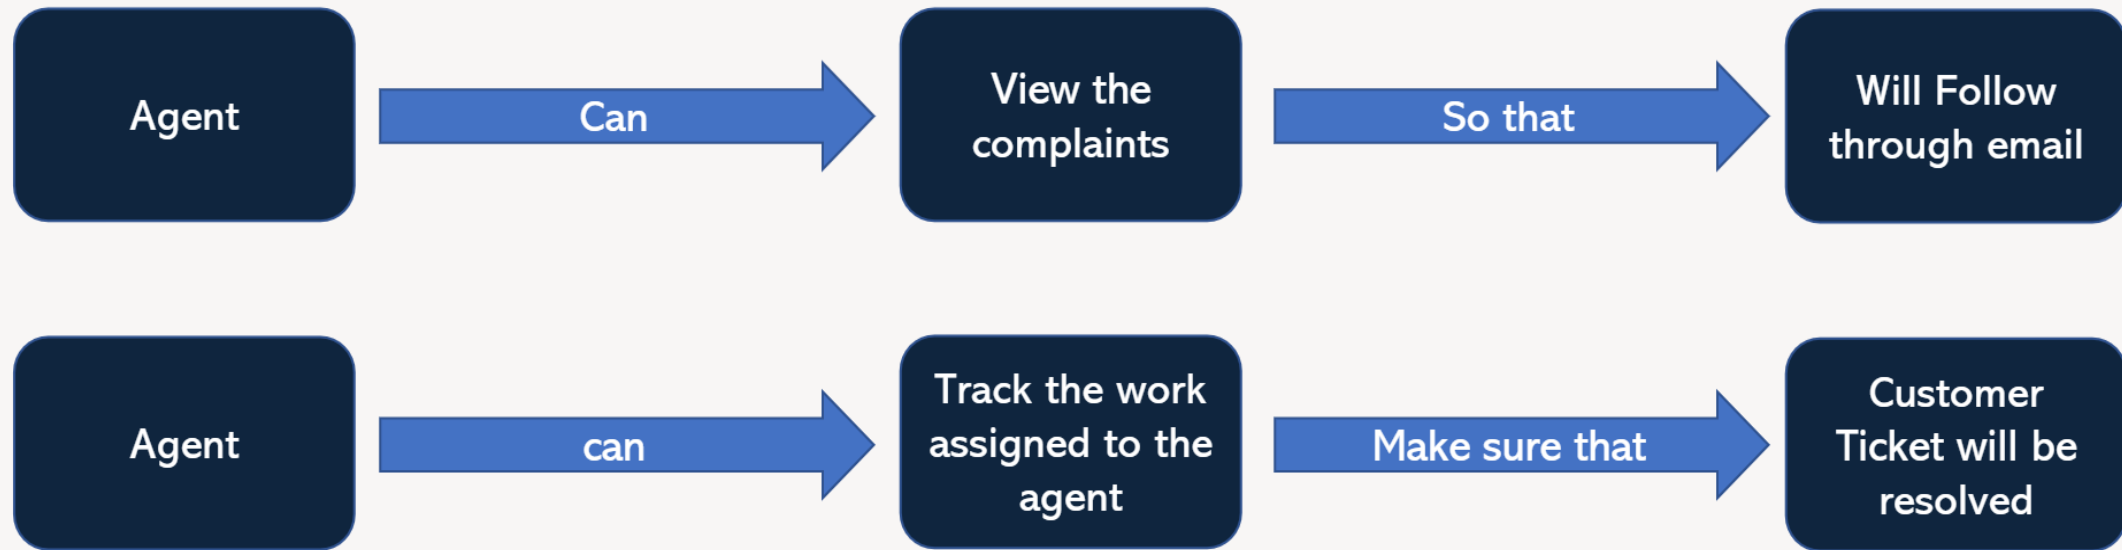 Agent
Can
View the
complaints
So that
Will Follow
through email
Agent
can
Track the work
assigned to the
agent
Make sure that
Customer
Ticket will be
resolved